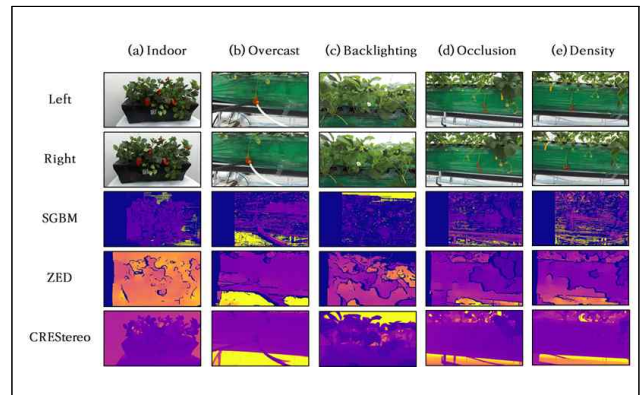 (a) Indoor (b) Overcast (c) Backlighting (d) Occlusion (e) Density
Left
Right
SGBM
ZED
CREStereo